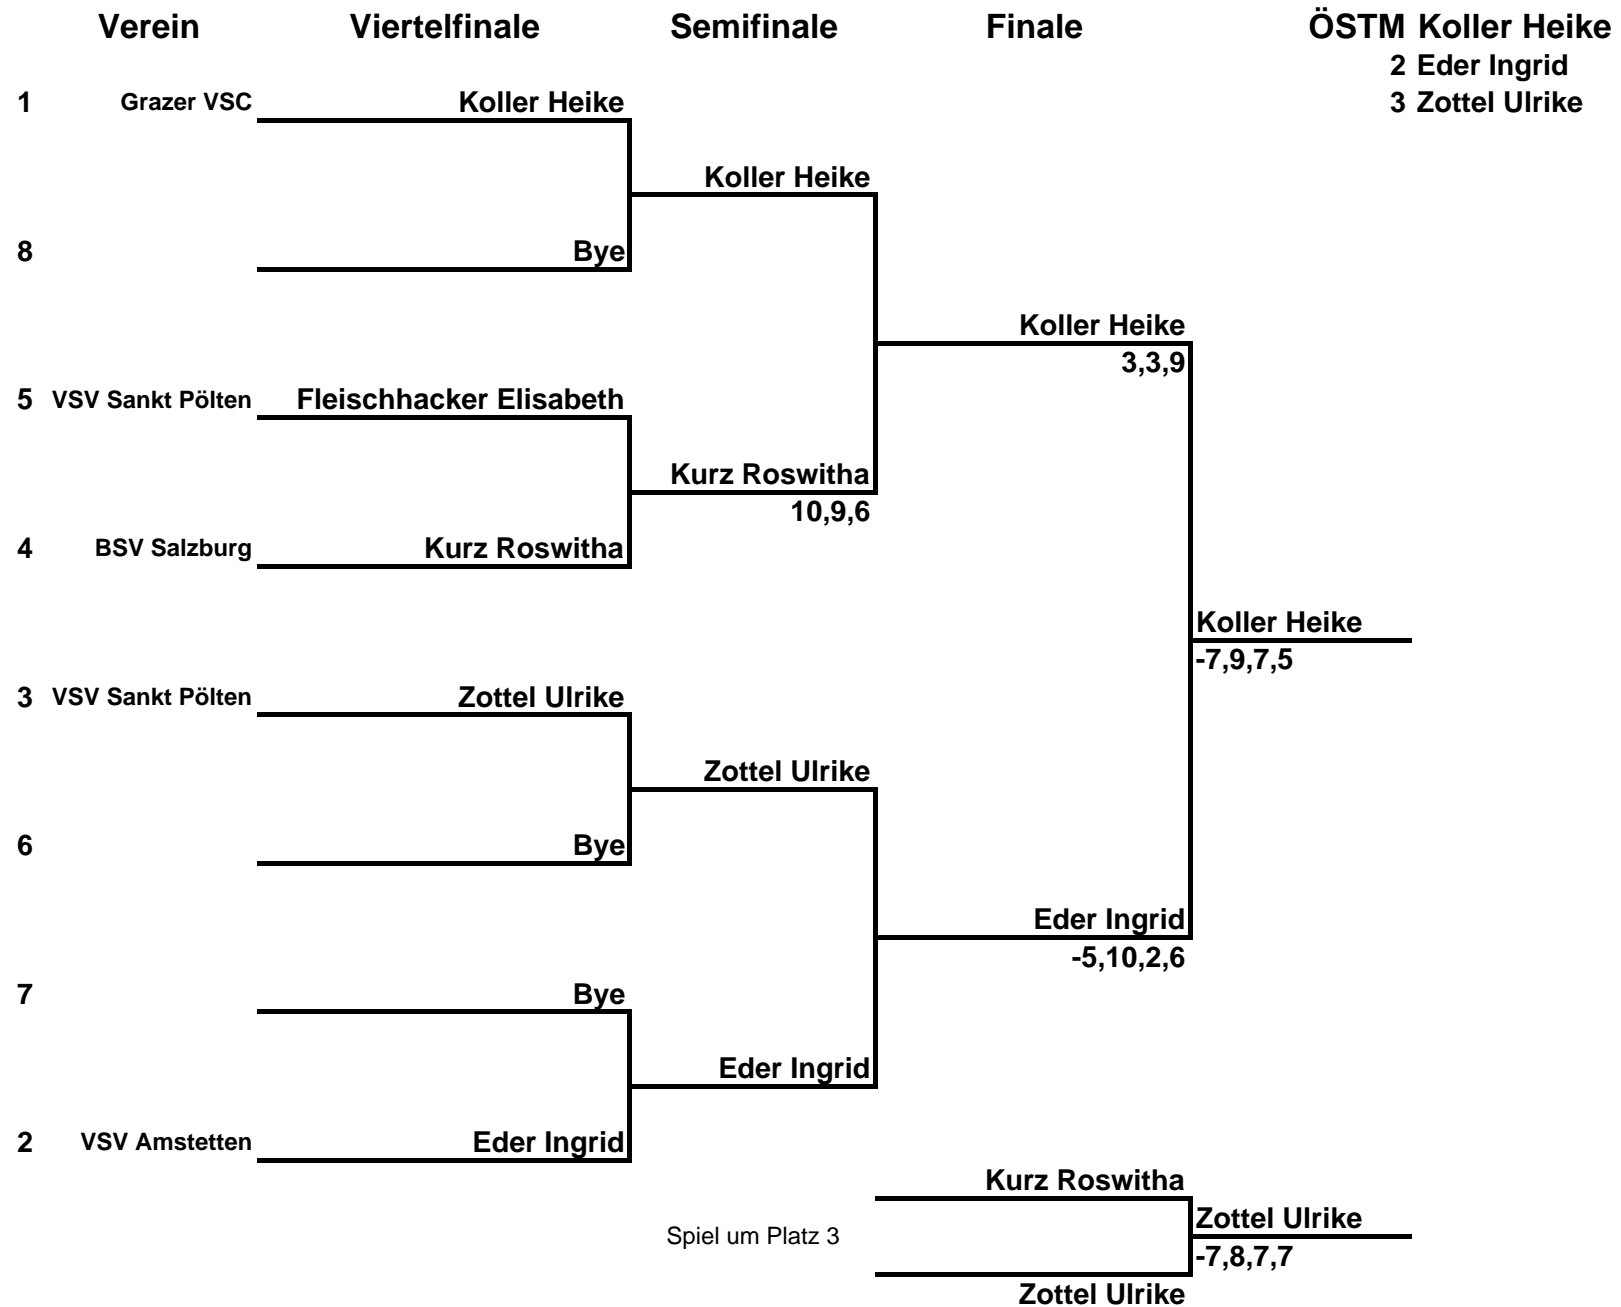 Verein Viertelfinale Semifinale Finale ÖSTM Koller Heike
2 Eder Ingrid
1 Grazer VSC Koller Heike 3 Zottel Ulrike
Koller Heike
8 Bye
Koller Heike
3,3,9
5 VSV Sankt Pölten Fleischhacker Elisabeth
Kurz Roswitha
10,9,6
4 BSV Salzburg Kurz Roswitha
Koller Heike
-7,9,7,5
3 VSV Sankt Pölten Zottel Ulrike
Zottel Ulrike
6 Bye
Eder Ingrid
-5,10,2,6
7 Bye
Eder Ingrid
2 VSV Amstetten Eder Ingrid
Kurz Roswitha
Zottel Ulrike
Spiel um Platz 3
-7,8,7,7
Zottel Ulrike